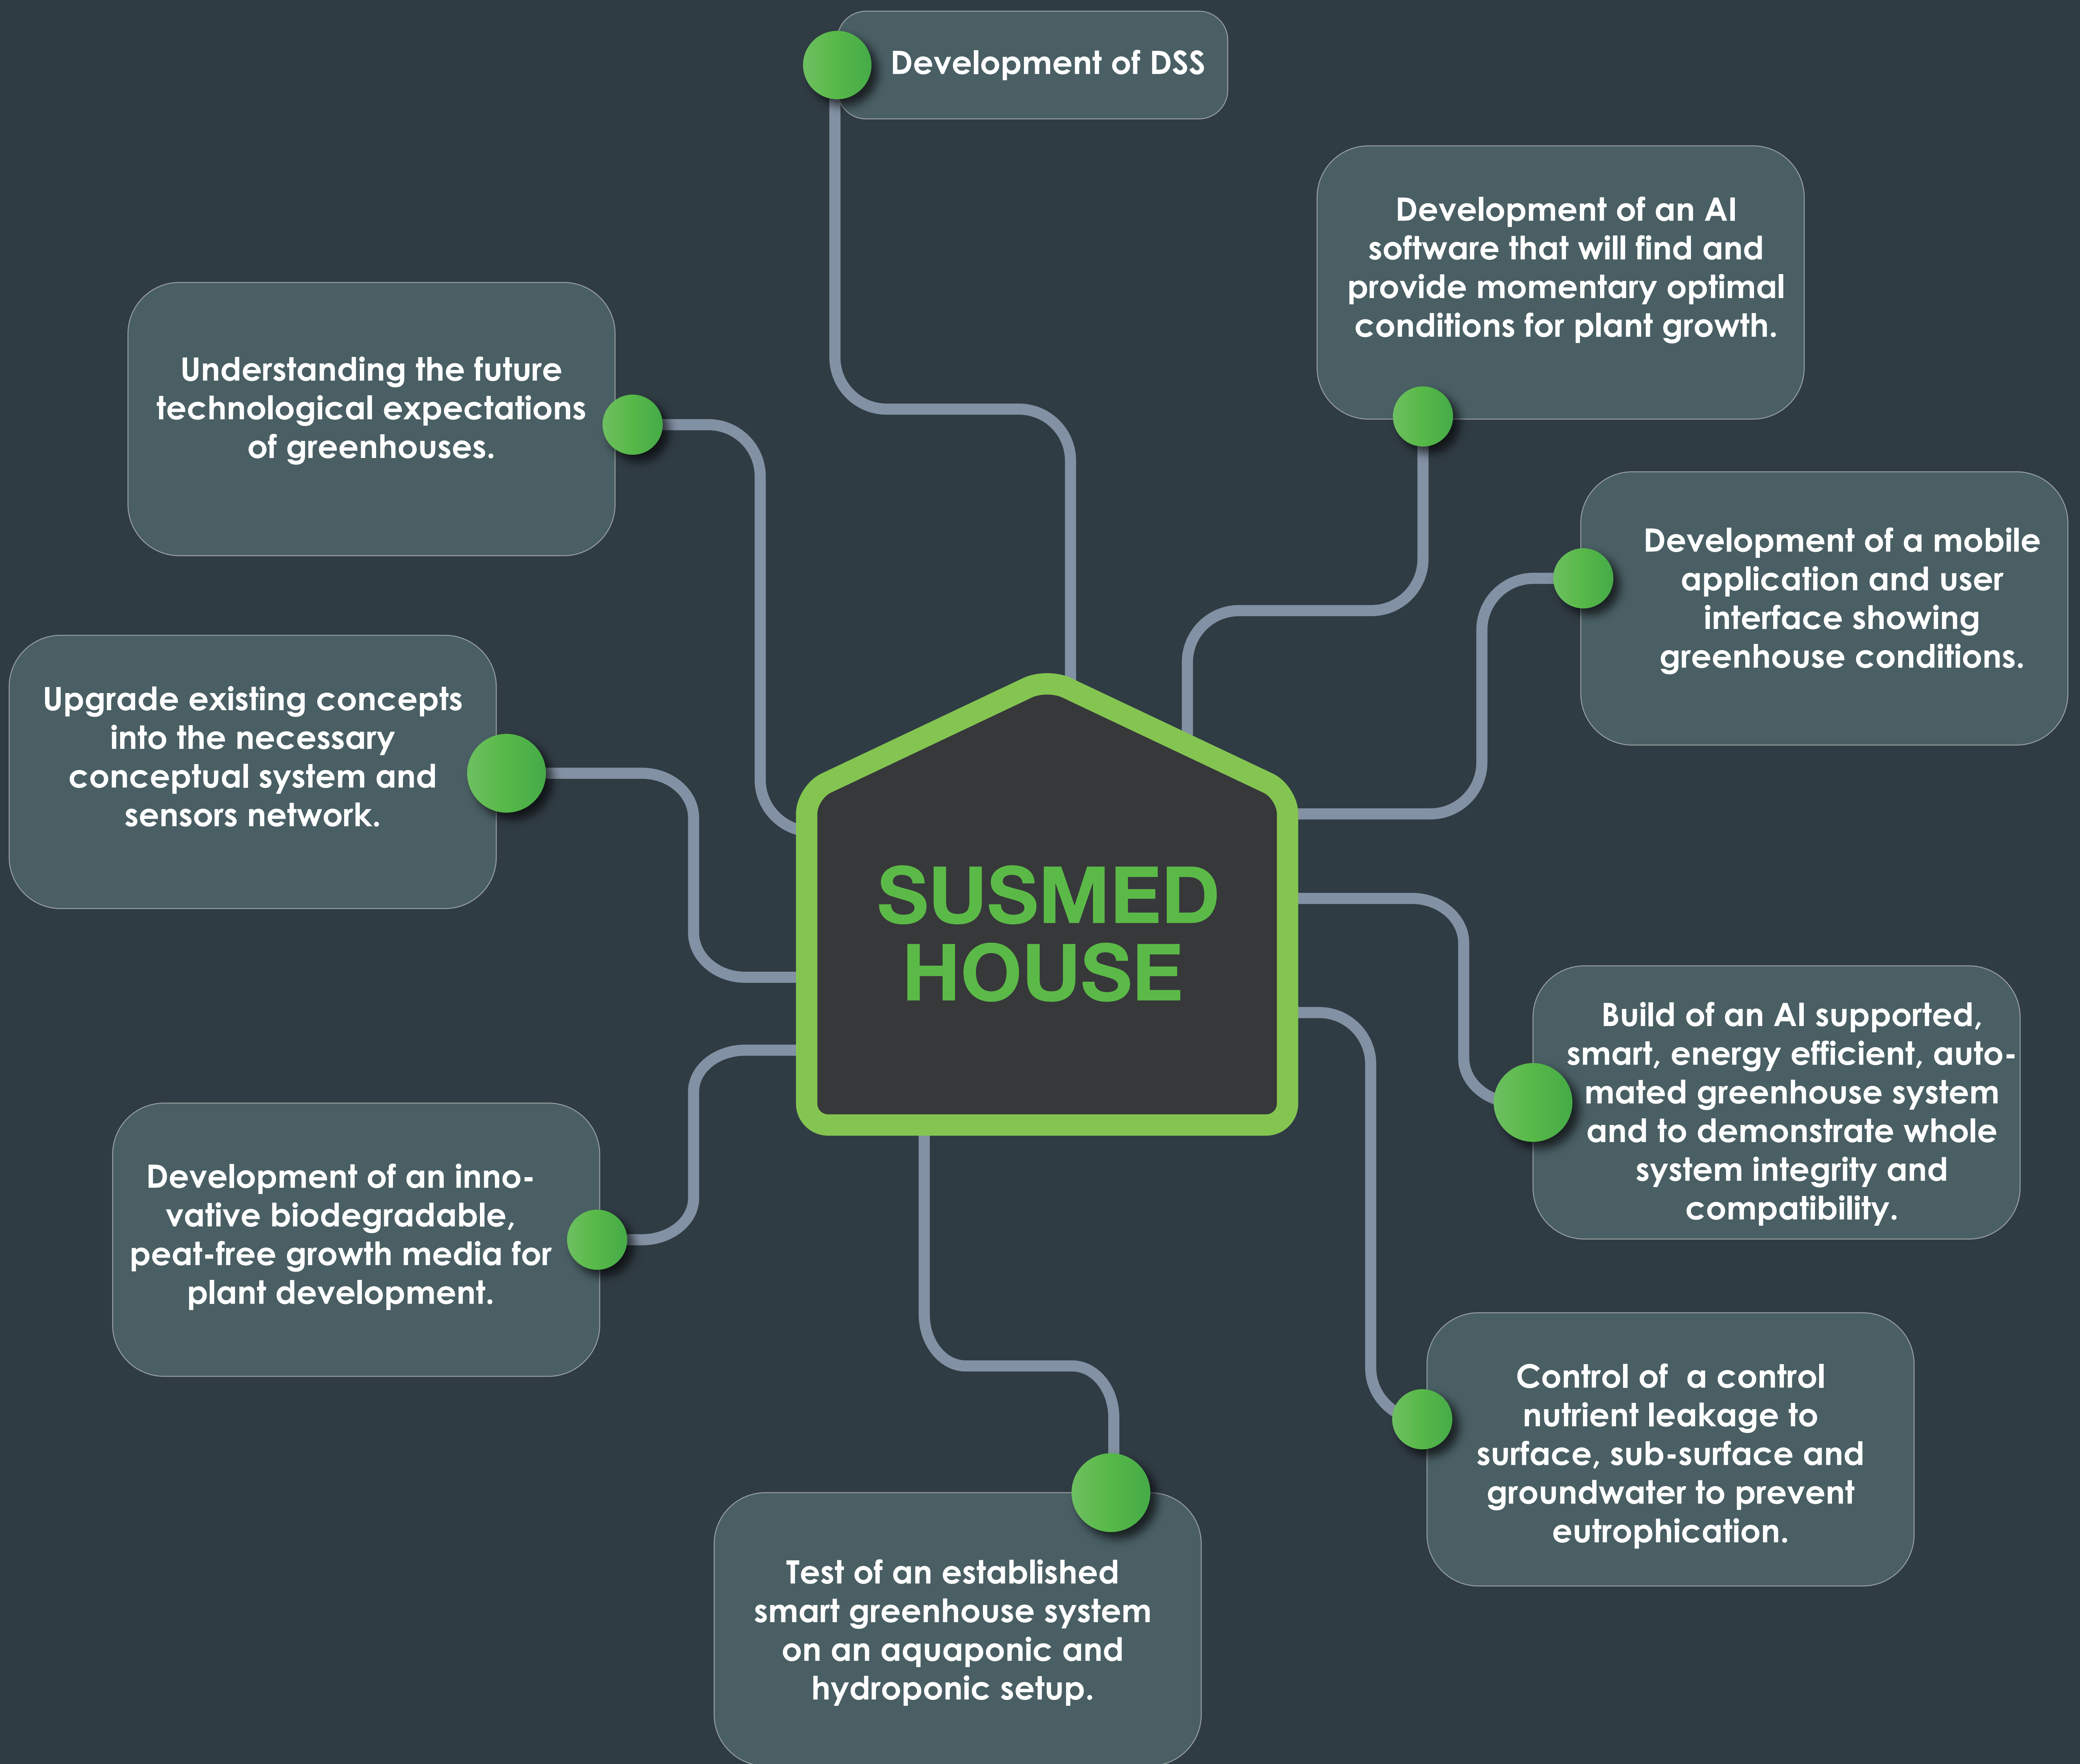 Development of DSS
Development of an AI
software that will find and
provide momentary optimal
conditions for plant growth.
Understanding the future
technological expectations
of greenhouses.
Development of a mobile
application and user
interface showing
greenhouse conditions.
Upgrade existing concepts
into the necessary
conceptual system and
sensors network.
SUSMED
HOUSE
Build of an AI supported,
smart, energy efficient, auto-
mated greenhouse system
and to demonstrate whole
system integrity and
compatibility.
Development of an inno-
vative biodegradable,
peat-free growth media for
plant development.
Control of  a control
nutrient leakage to
surface, sub-surface and
groundwater to prevent
eutrophication.
Test of an established
smart greenhouse system
on an aquaponic and
hydroponic setup.